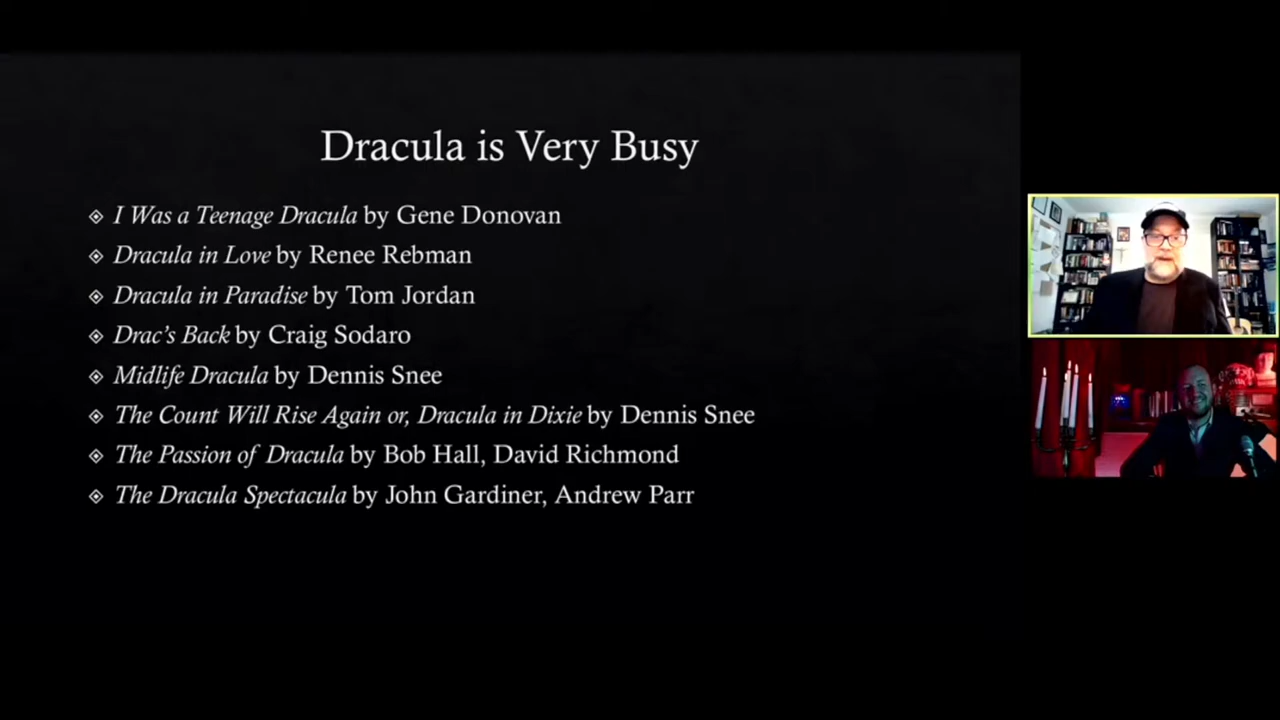 Dracula is Very Busy
I Was a Teenage Dracula by Gene Donovan
Dracula in Love by Renee Rebman
Dracula in Paradise by Tom Jordan
Drac's Back by Craig Sodaro
Midlife Dracula by Dennis Snee
The Count Will Rise Again or, Dracula in Dixie by Dennis Snee
The Passion of Dracula by Bob Hall, David Richmond
The Dracula Spectacula by John Gardiner, Andrew Parr